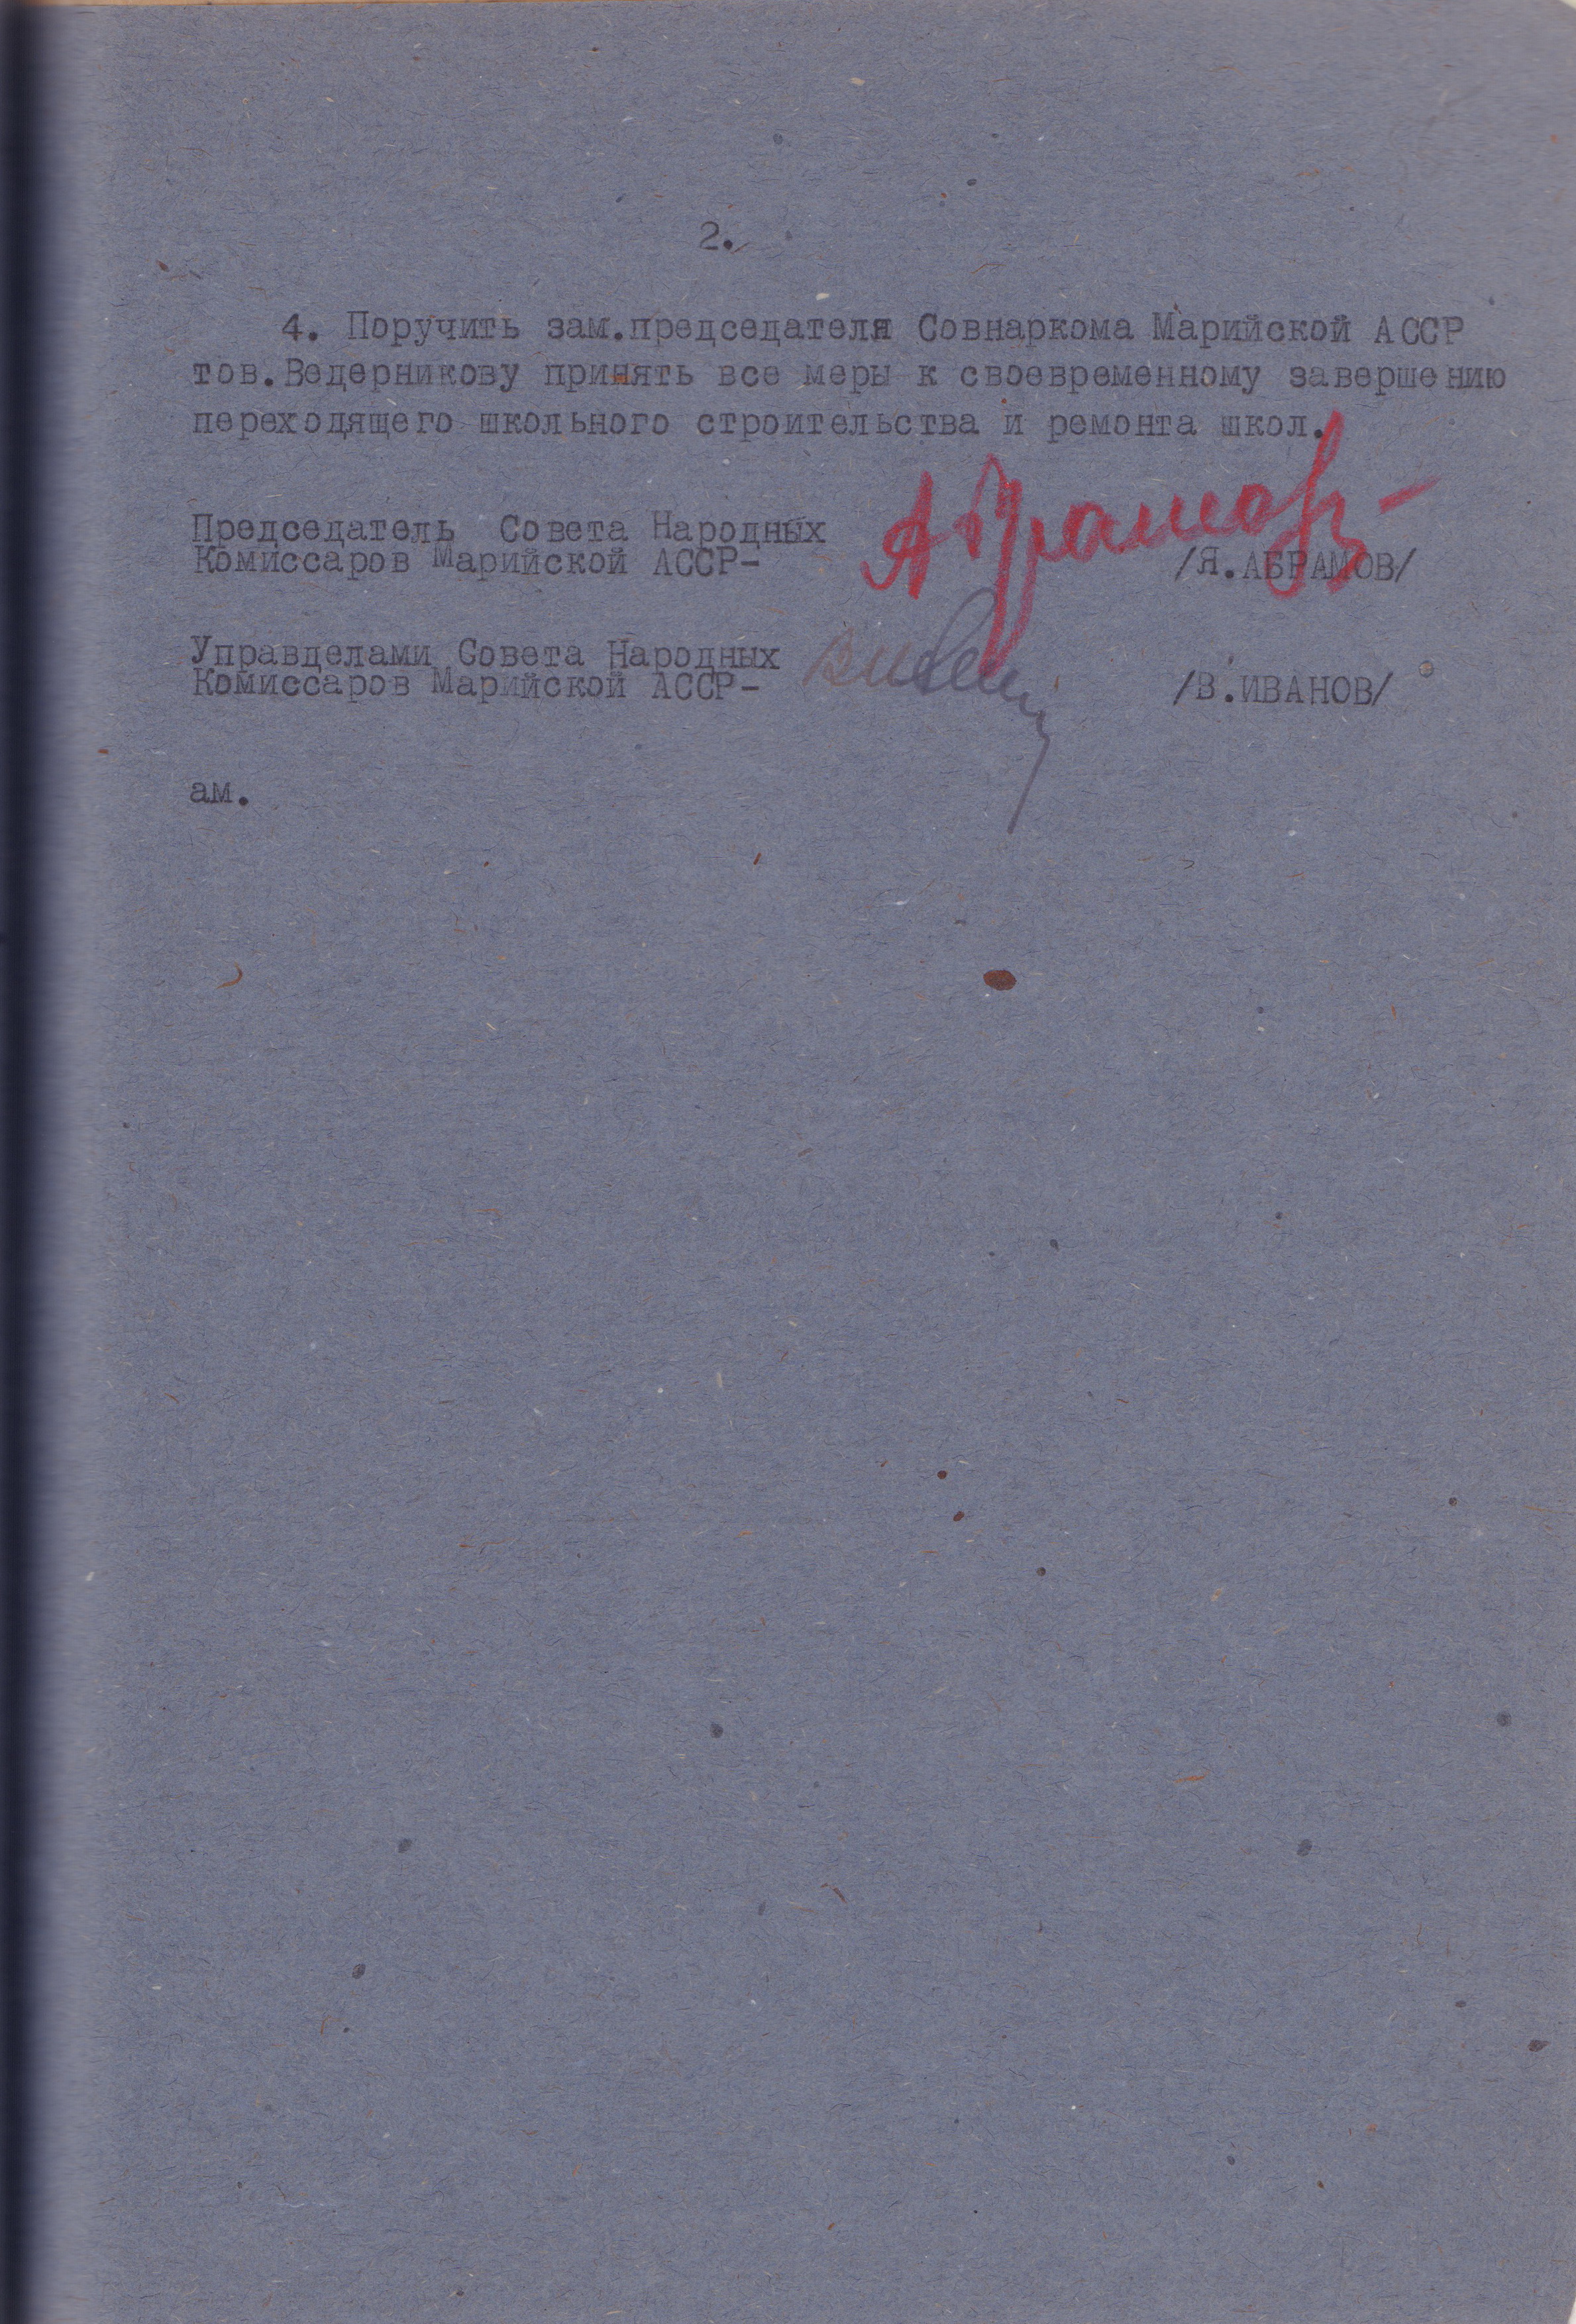 2.
4. Поручить зам.председателя Совнаркома Марийской АССР
тов.Ведерникову принять все меры к своевременному завершению
переходящего школьного строительства и ремонта школ.
Абрамов
Председатель Совета Народных
Комиссаров Марийской АССР- /Я.АБРАМОВ/
Управделами Совета Народных
Комиссаров Марийской АССР- /В.ИВАНОВ/
ам.